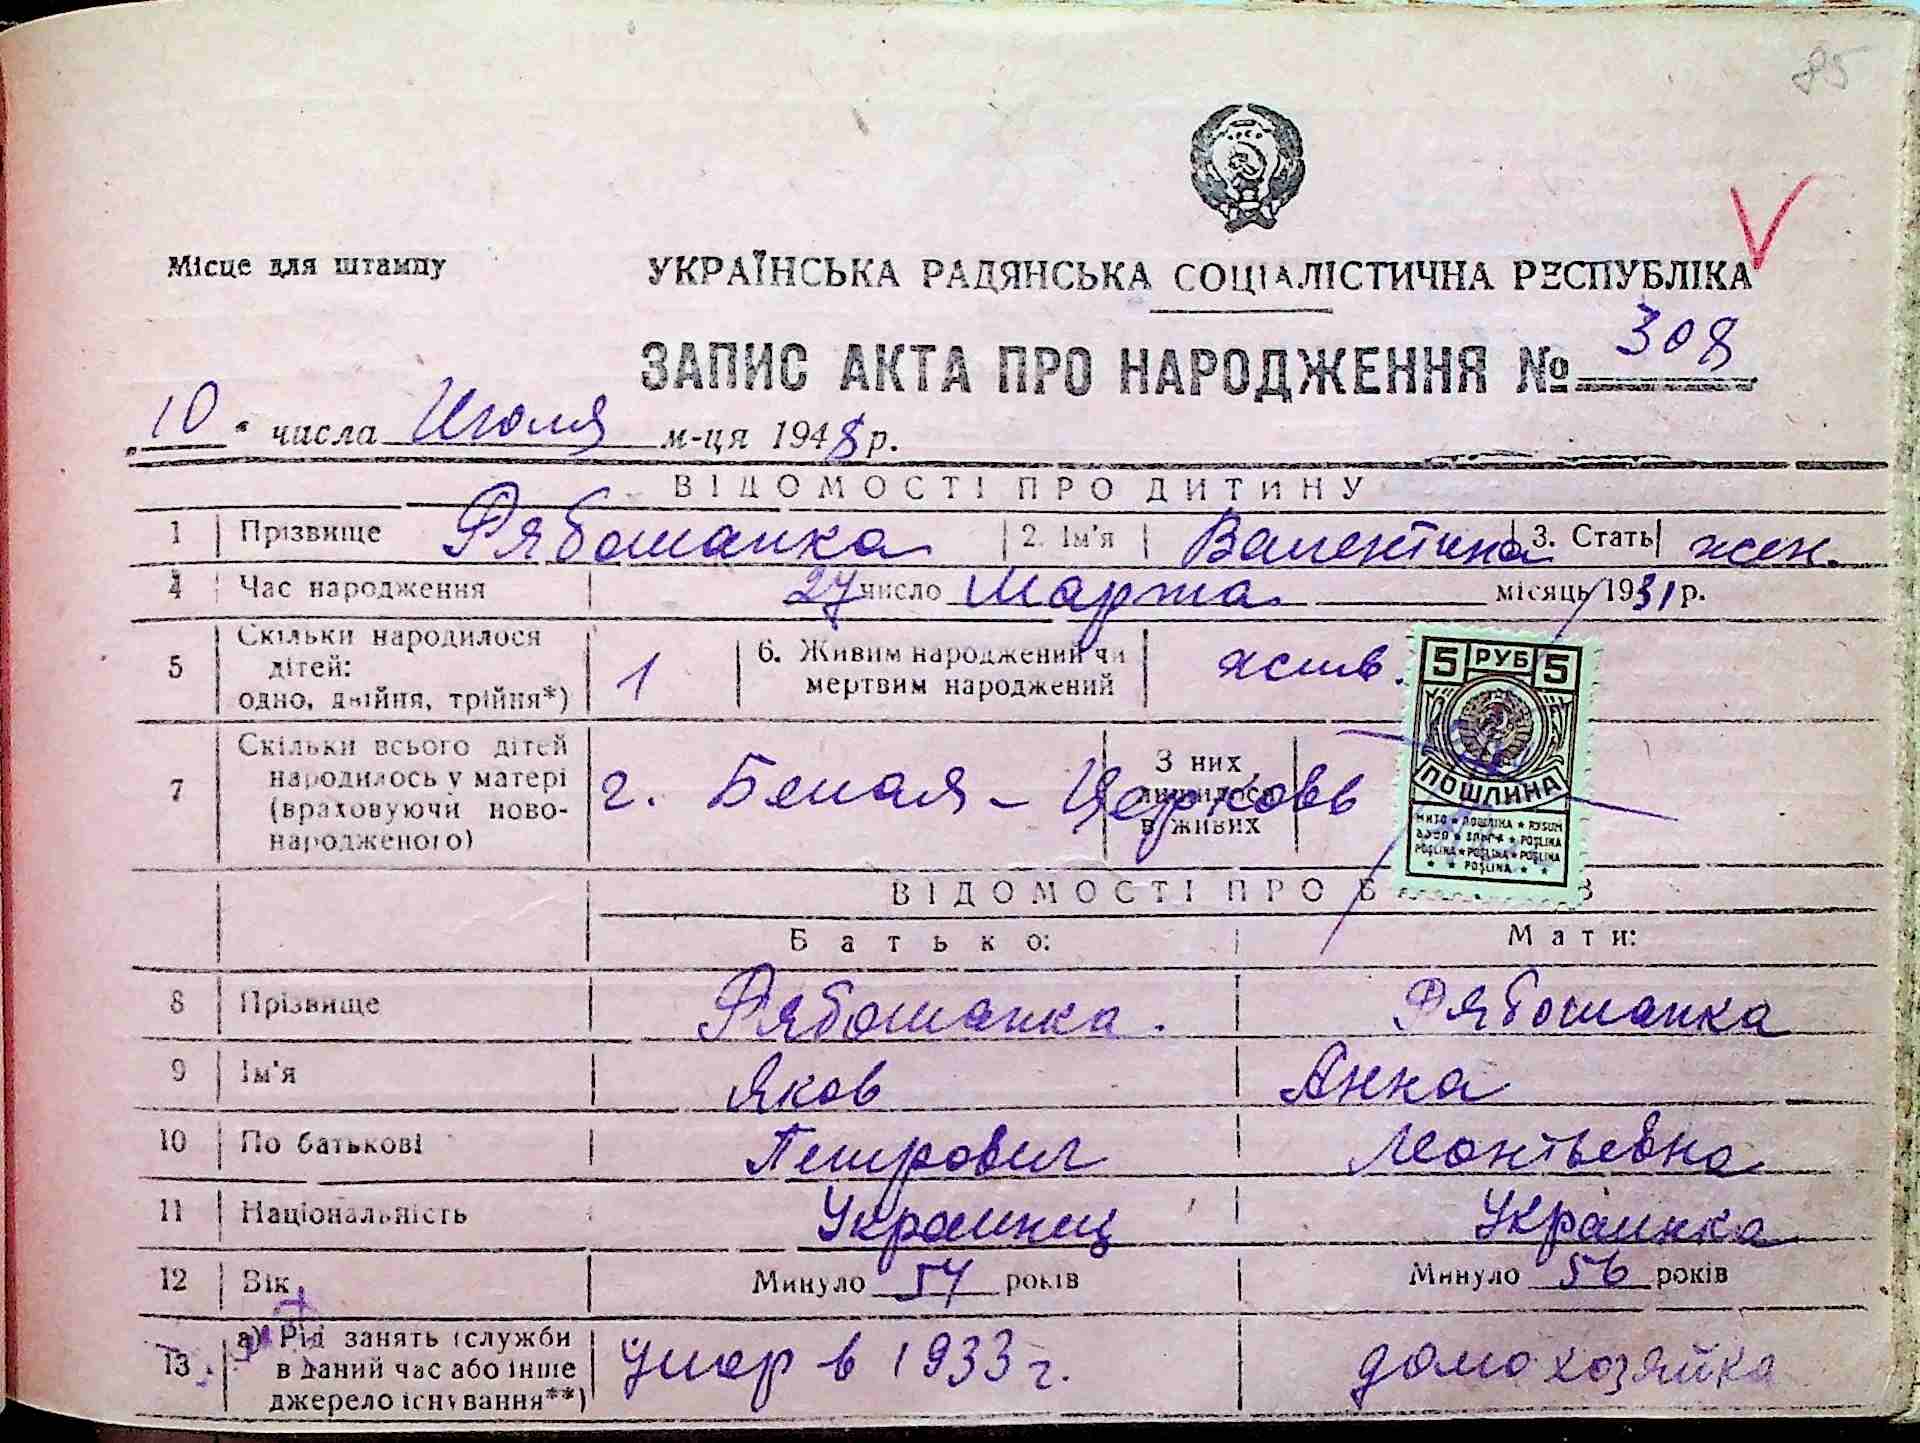 85
Місце для штампу
УКРАЇНСЬКА РАДЯНСЬКА СОЦІАЛІСТИЧНА РЕСПУБЛІКА
ЗАПИС АКТА ПРО НАРОДЖЕННЯ № 308
„10" числа Июля м-ця 1948 р.
ВІДОМОСТІ ПРО ДИТИНУ
1 Прізвище Рябошапка 2. Ім'я Валентина 3. Стать жен.
4 Час народження 27 число Марта місяць 1931 р.
5 Скільки народилося дітей: одно, двійня, трійня*) 1 6. Живим народжений чи мертвим народжений жив.
5 РУБ 5
ПОШЛИНА
7 Скільки всього дітей народилось у матері (враховуючи новонародженого) г. Белая-Церковь З них лишилося в живих
ВІДОМОСТІ ПРО Б
Батько: Мати:
8 Прізвище Рябошапка. Рябошапка
9 Ім'я Яков Анна
10 По батькові Петрович Леонтьевна
11 Національність Украинец Украинка
12 Вік Минуло 57 років Минуло 56 років
13 а) Рід занять (служби в даний час або інше джерело існування**) Умер в 1933 г. домохозяйка